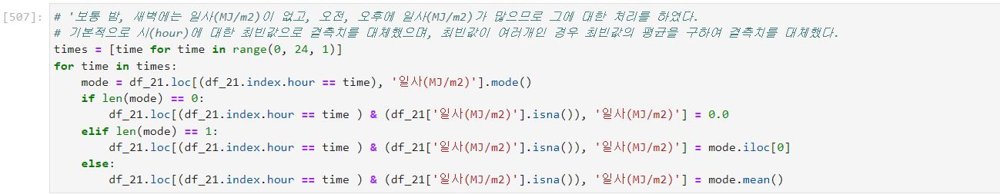 [507]: # '보통 밤, 새벽에는 일사(MJ/m2)이 없고, 오전, 오후에 일사(MJ/m2)가 많으므로 그에 대한 처리를 하였다.
# 기본적으로 시(hour)에 대한 최빈값으로 결측치를 대체했으며, 최빈값이 여러개인 경우 최빈값의 평균을 구하여 결측치를 대체했다.
times = [time for time in range(0, 24, 1)]
for time in times:
    mode = df_21.loc[(df_21.index.hour == time), '일사(MJ/m2)'].mode()
    if len(mode) == 0:
        df_21.loc[(df_21.index.hour == time ) & (df_21['일사(MJ/m2)'].isna()), '일사(MJ/m2)'] = 0.0
    elif len(mode) == 1:
        df_21.loc[(df_21.index.hour == time ) & (df_21['일사(MJ/m2)'].isna()), '일사(MJ/m2)'] = mode.iloc[0]
    else:
        df_21.loc[(df_21.index.hour == time ) & (df_21['일사(MJ/m2)'].isna()), '일사(MJ/m2)'] = mode.mean()